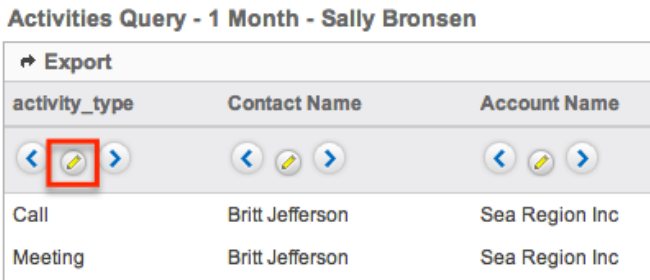 Activities Query - 1 Month - Sally Bronsen
Export
activity_type Contact Name Account Name
Call Britt Jefferson Sea Region Inc
Meeting Britt Jefferson Sea Region Inc